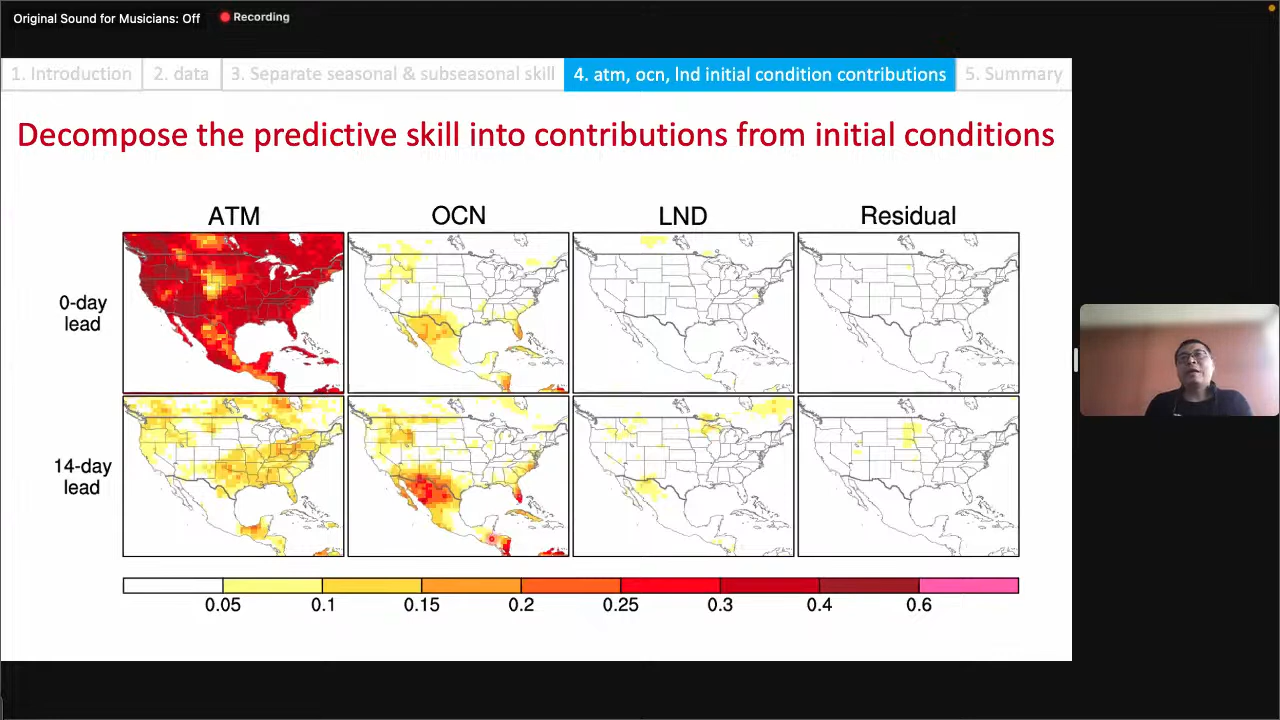 Original Sound for Musicians: Off
Recording
1. Introduction
2. data
3. Separate seasonal & subseasonal skill
4. atm, ocn, lnd initial condition contributions
5. Summary
Decompose the predictive skill into contributions from initial conditions
ATM
OCN
LND
Residual
0-day
lead
14-day
lead
0.05
0.1
0.15
0.2
0.25
0.3
0.4
0.6